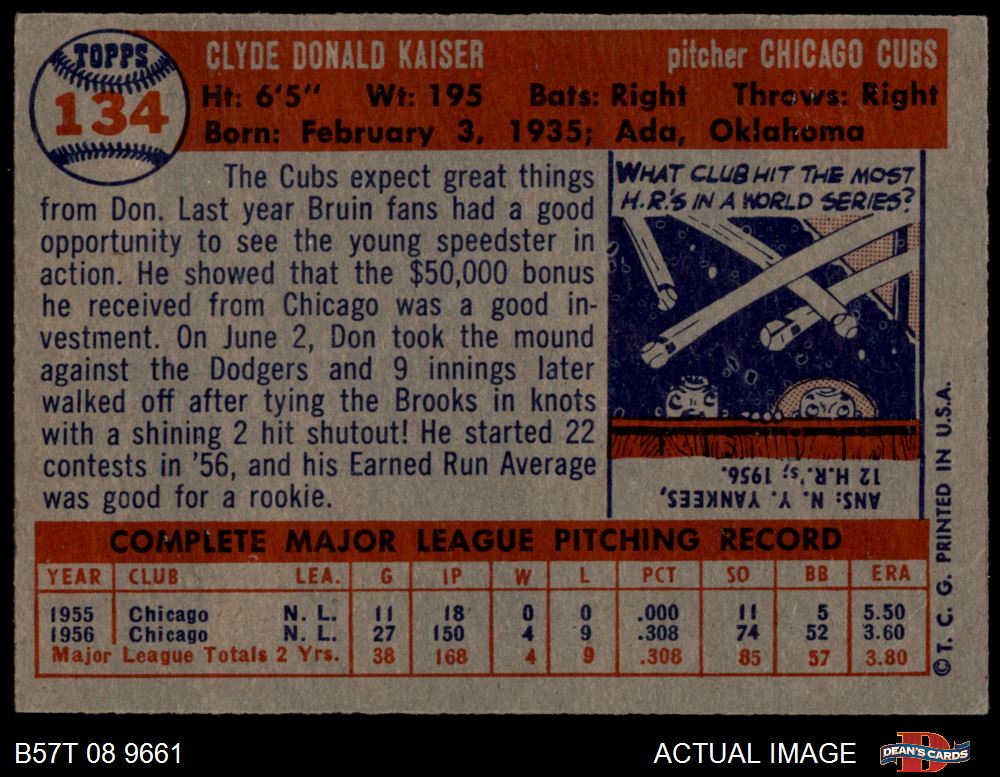 TOPPS
134
CLYDE DONALD KAISER pitcher CHICAGO CUBS
Ht: 6'5" Wt: 195 Bats: Right Throws: Right
Born: February 3, 1935; Ada, Oklahoma
The Cubs expect great things
from Don. Last year Bruin fans had a good
opportunity to see the young speedster in
action. He showed that the $50,000 bonus
he received from Chicago was a good in-
vestment. On June 2, Don took the mound
against the Dodgers and 9 innings later
walked off after tying the Brooks in knots
with a shining 2 hit shutout! He started 22
contests in '56, and his Earned Run Average
was good for a rookie.
WHAT CLUB HIT THE MOST
H.R.'S IN A WORLD SERIES?
ANS: N. Y. YANKEES,
12 H.R.'s; 1956.
COMPLETE MAJOR LEAGUE PITCHING RECORD
YEAR CLUB LEA. G IP W L PCT SO BB ERA
1955 Chicago N. L. 11 18 0 0 .000 11 5 5.50
1956 Chicago N. L. 27 150 4 9 .308 74 52 3.60
Major League Totals 2 Yrs. 38 168 4 9 .308 85 57 3.80
©T. C. G. PRINTED IN U.S.A.
B57T 08 9661 ACTUAL IMAGE
DEAN'S CARDS